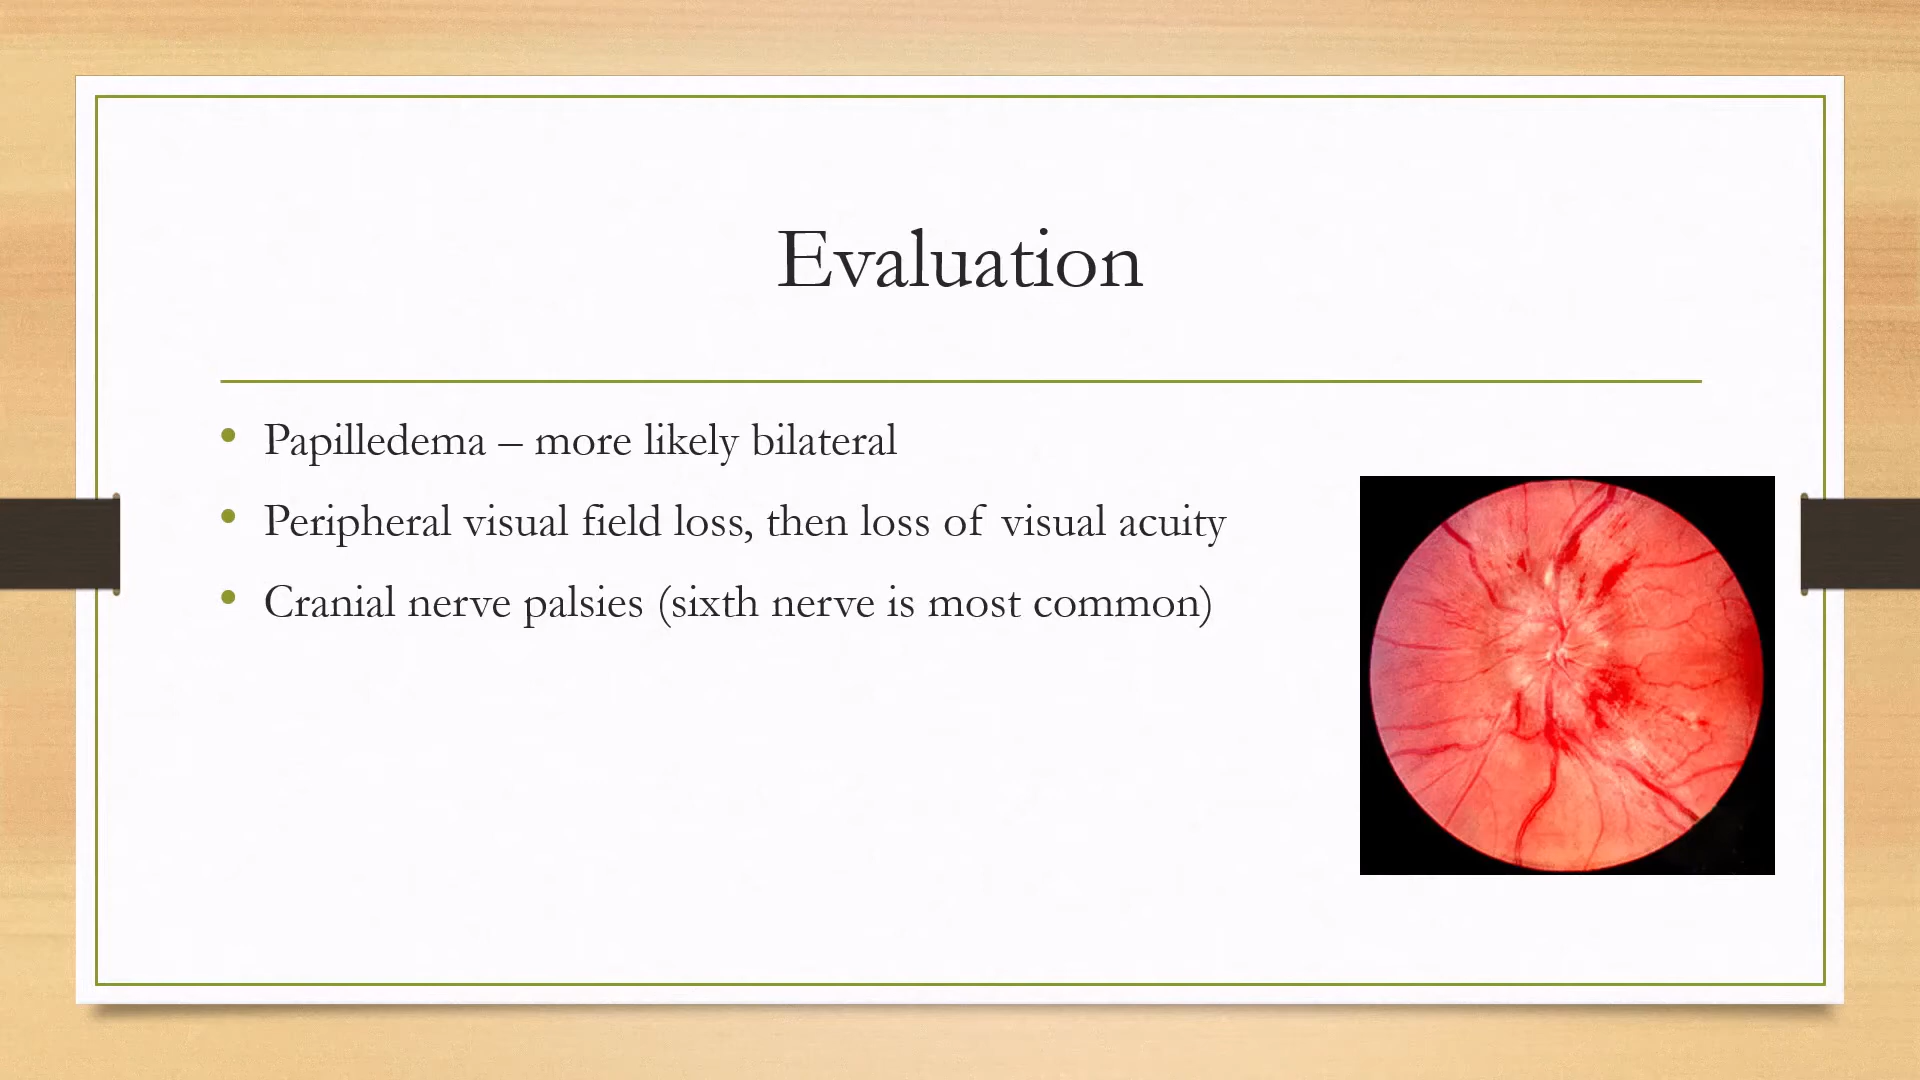 Evaluation
• Papilledema – more likely bilateral
• Peripheral visual field loss, then loss of visual acuity
• Cranial nerve palsies (sixth nerve is most common)